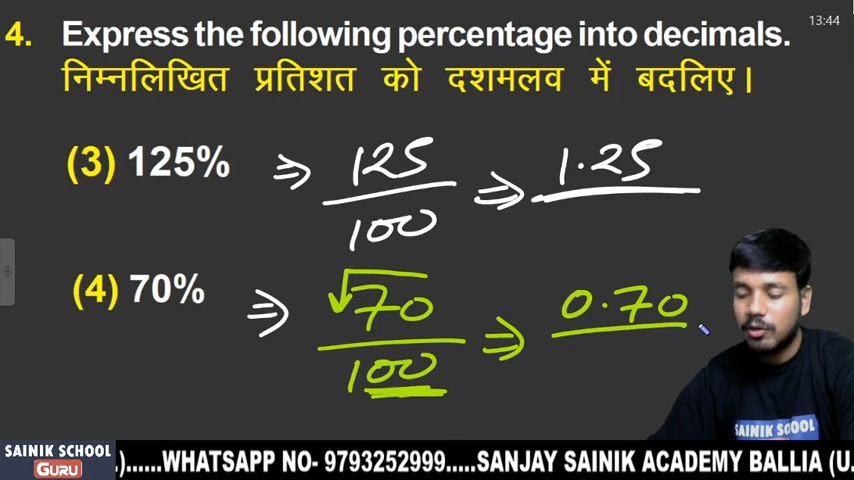 13:44
4. Express the following percentage into decimals.
निम्नलिखित प्रतिशत को दशमलव में बदलिए।
(3) 125% ⇒ 125/100 ⇒ 1.25
(4) 70% ⇒ 70/100 ⇒ 0.70
SAINIK SCHOOL
SAINIK SCHOOL
Guru
.)......WHATSAPP NO- 9793252999.....SANJAY SAINIK ACADEMY BALLIA (U.